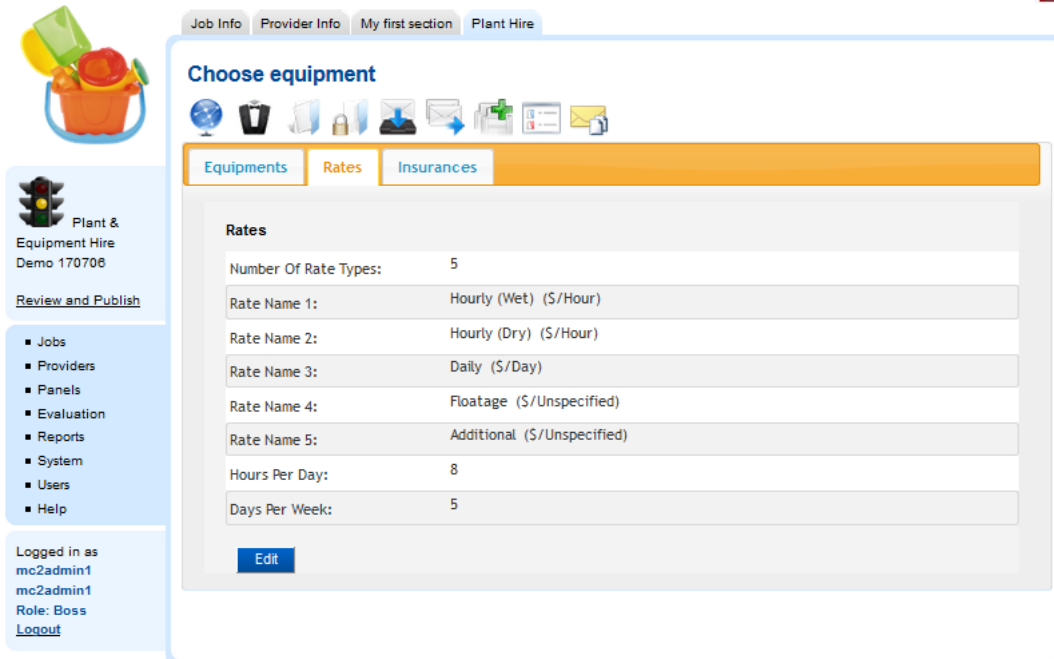 Job Info Provider Info My first section Plant Hire
Choose equipment
Equipments Rates Insurances
Plant &
Equipment Hire
Demo 170706
Review and Publish
Jobs
Providers
Panels
Evaluation
Reports
System
Users
Help
Logged in as
mc2admin1
mc2admin1
Role: Boss
Logout
Rates
Number Of Rate Types: 5
Rate Name 1: Hourly (Wet) ($/Hour)
Rate Name 2: Hourly (Dry) ($/Hour)
Rate Name 3: Daily ($/Day)
Rate Name 4: Floatage ($/Unspecified)
Rate Name 5: Additional ($/Unspecified)
Hours Per Day: 8
Days Per Week: 5
Edit